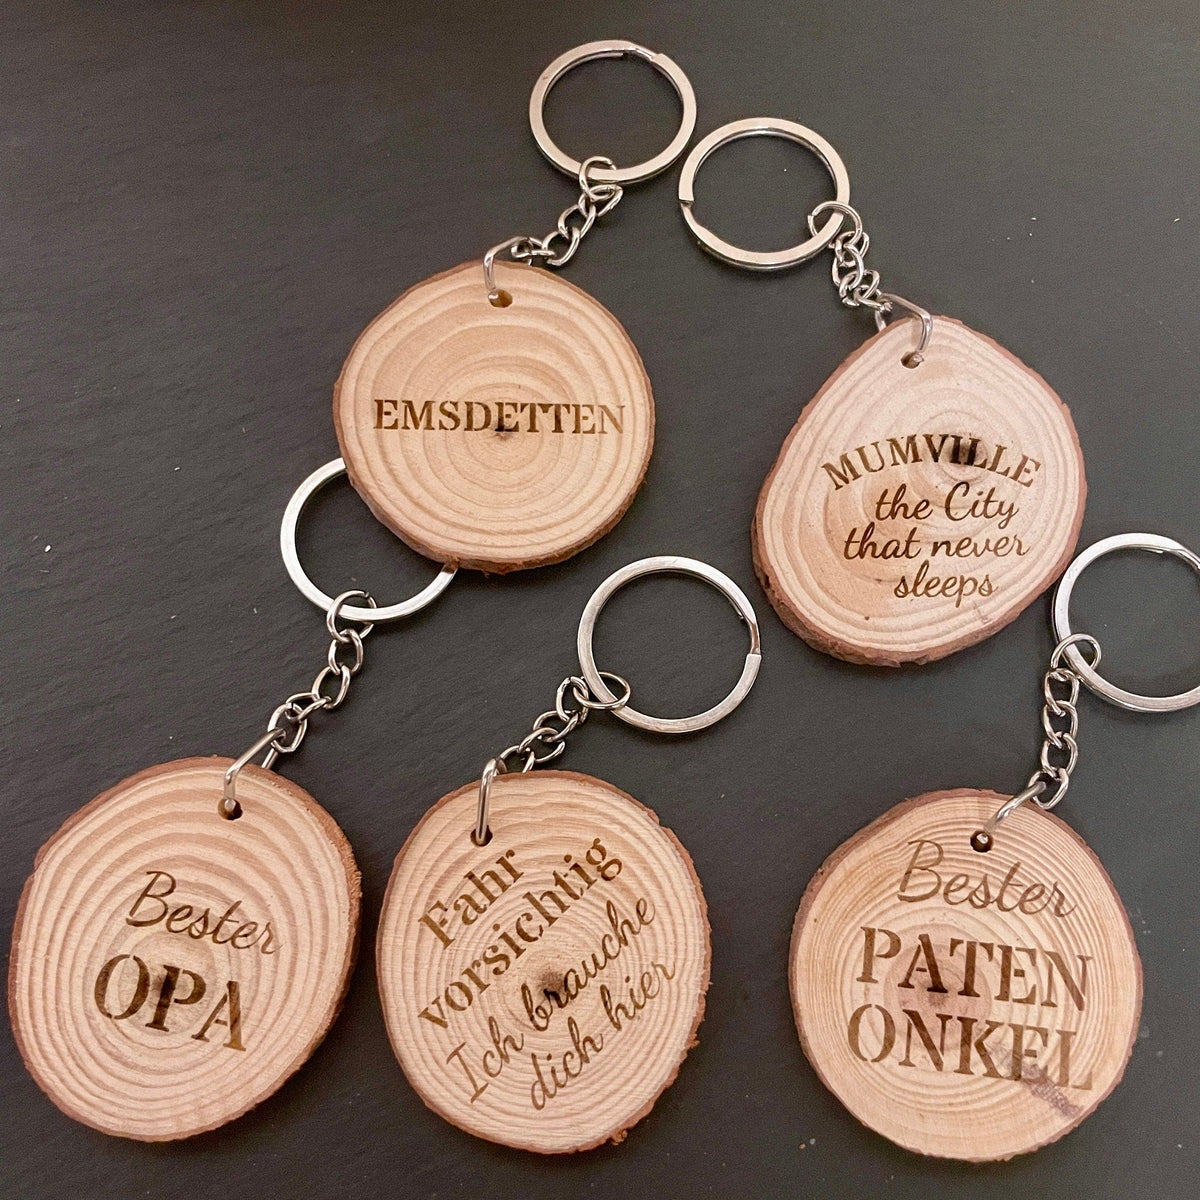 EMSDETTEN
MUMVILLE
the City
that never
sleeps
Bester
OPA
Fahr
vorsichtig
Ich brauche
dich hier
Bester
PATEN
ONKEL